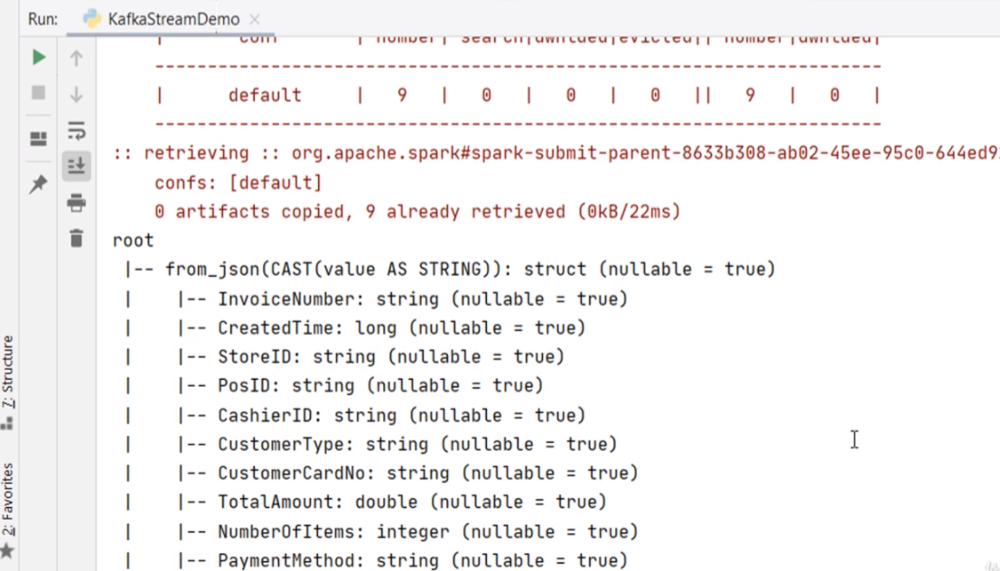 Run: KafkaStreamDemo
| conf | number| search|dwnlded|evicted|| number|dwnlded|
---------------------------------------------------------------------
| default | 9 | 0 | 0 | 0 || 9 | 0 |
---------------------------------------------------------------------
:: retrieving :: org.apache.spark#spark-submit-parent-8633b308-ab02-45ee-95c0-644ed9
confs: [default]
0 artifacts copied, 9 already retrieved (0kB/22ms)
root
|-- from_json(CAST(value AS STRING)): struct (nullable = true)
| |-- InvoiceNumber: string (nullable = true)
| |-- CreatedTime: long (nullable = true)
| |-- StoreID: string (nullable = true)
| |-- PosID: string (nullable = true)
| |-- CashierID: string (nullable = true)
| |-- CustomerType: string (nullable = true)
| |-- CustomerCardNo: string (nullable = true)
| |-- TotalAmount: double (nullable = true)
| |-- NumberOfItems: integer (nullable = true)
| |-- PaymentMethod: string (nullable = true)
7: Structure
2: Favorites